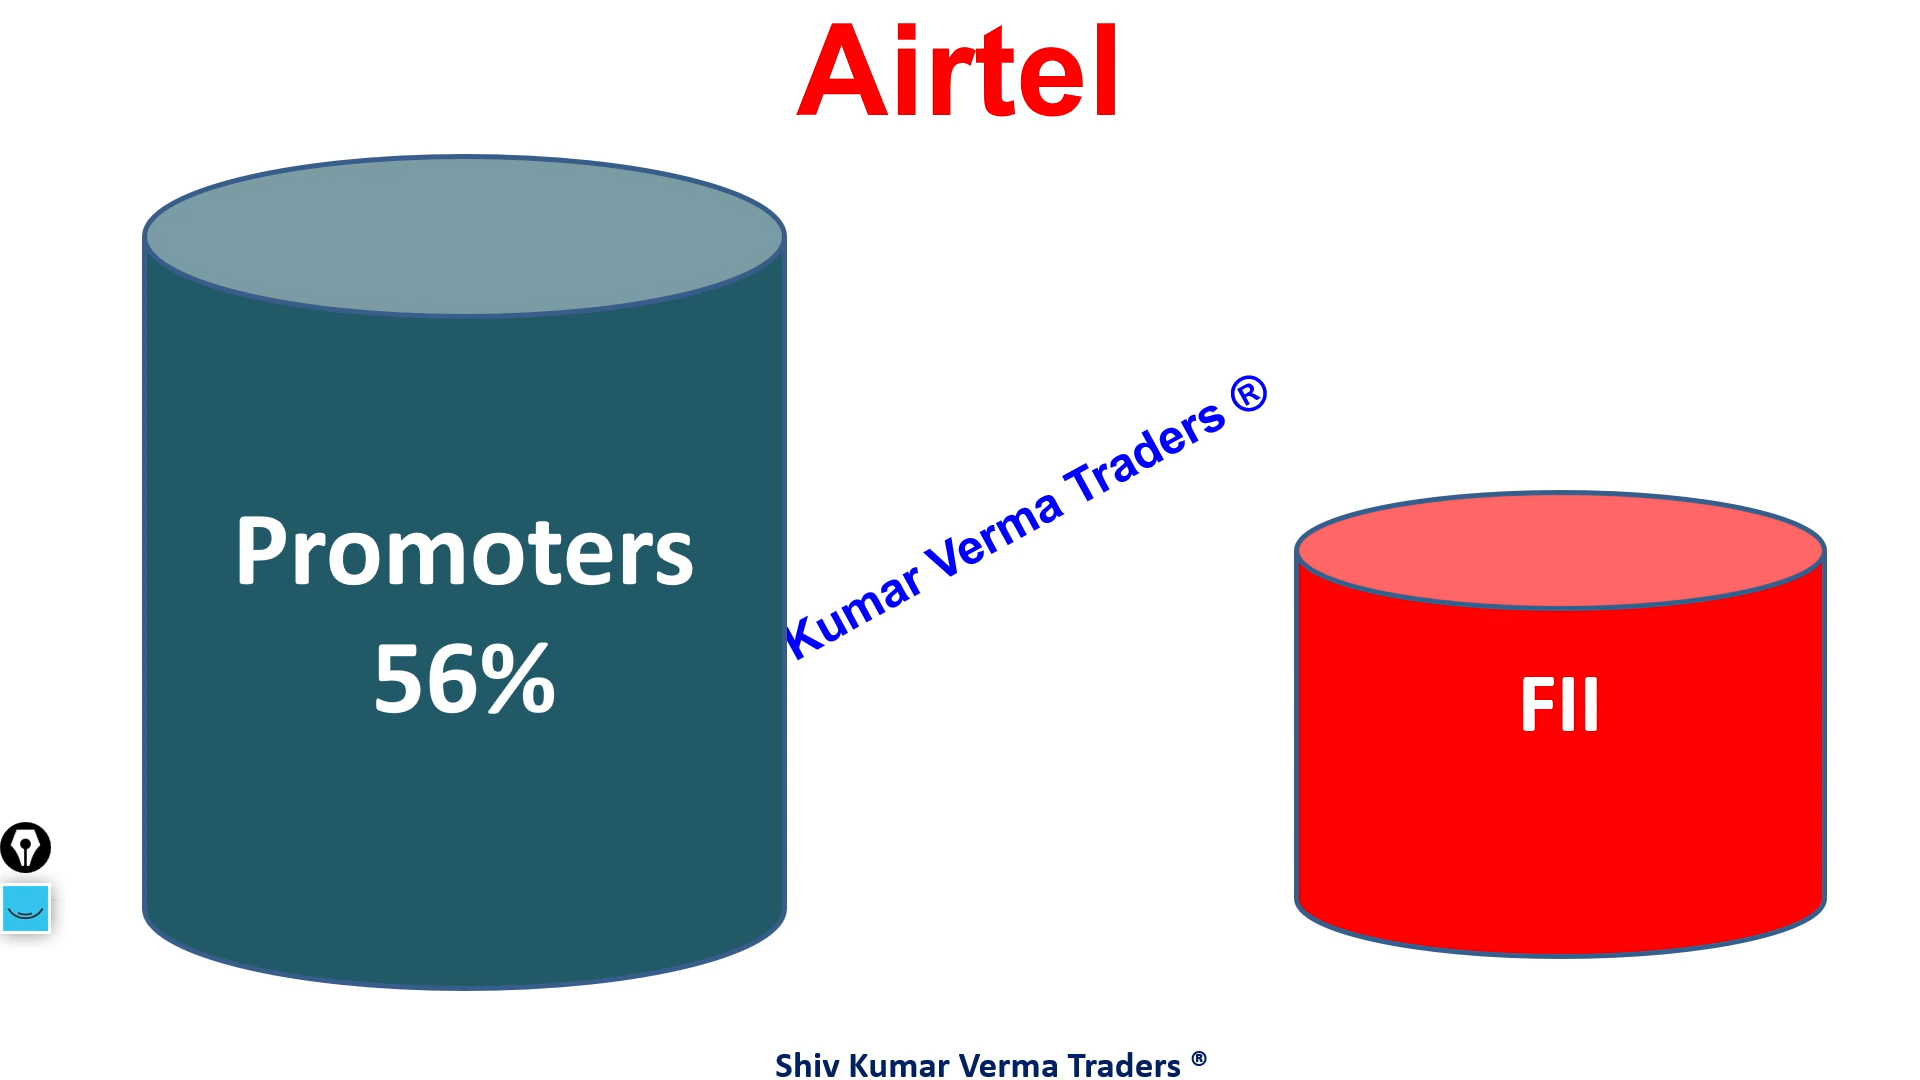 Airtel
Promoters
56%
Kumar Verma Traders ®
FII
Shiv Kumar Verma Traders ®